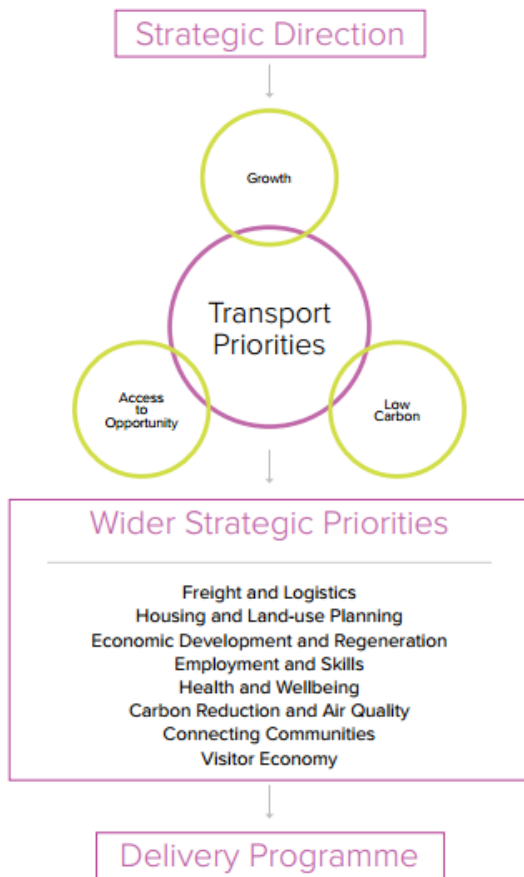 Strategic Direction
Growth
Transport
Priorities
Access
to
Opportunity
Low
Carbon
Wider Strategic Priorities
Freight and Logistics
Housing and Land-use Planning
Economic Development and Regeneration
Employment and Skills
Health and Wellbeing
Carbon Reduction and Air Quality
Connecting Communities
Visitor Economy
Delivery Programme